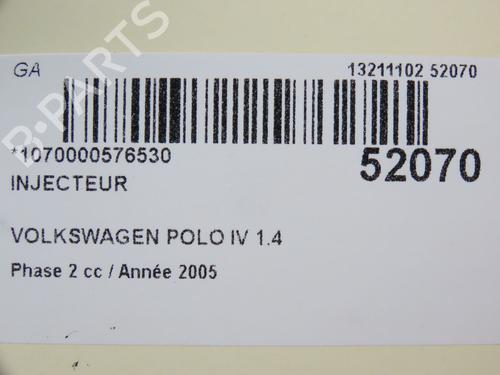 GA
13211102 52070
*1070000576530
52070
INJECTEUR
VOLKSWAGEN POLO IV 1.4
Phase 2 cc / Année 2005
B-PARTS